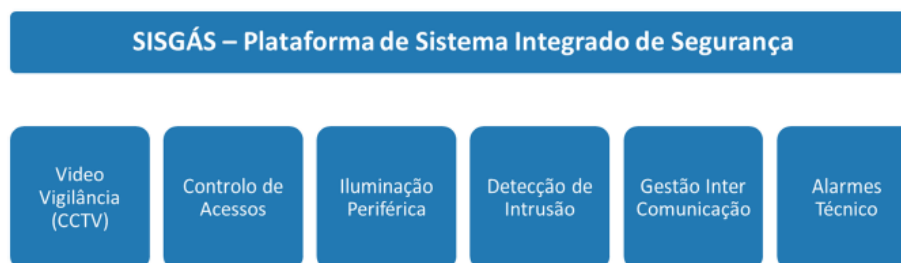 SISGÁS – Plataforma de Sistema Integrado de Segurança
Video
Vigilância
(CCTV)
Controlo de
Acessos
Iluminação
Periférica
Detecção de
Intrusão
Gestão Inter
Comunicação
Alarmes
Técnico